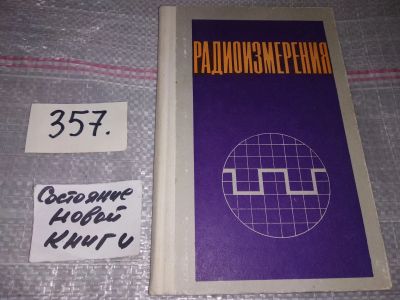 РАДИОИЗМЕРЕНИЯ
357.
Состояние
новой
книги